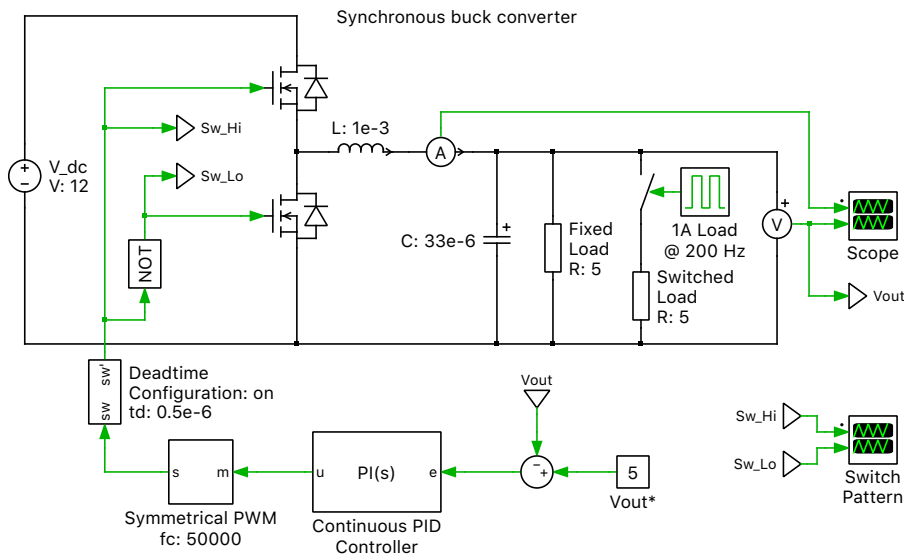 Synchronous buck converter
V_dc
V: 12
Sw_Hi
Sw_Lo
NOT
L: 1e-3
A
C: 33e-6
+
Fixed
Load
R: 5
1A Load
@ 200 Hz
Switched
Load
R: 5
+
V
Scope
Vout
sw sw'
Deadtime
Configuration: on
td: 0.5e-6
s m
Symmetrical PWM
fc: 50000
u PI(s) e
Continuous PID
Controller
Vout
5
Vout*
Sw_Hi
Sw_Lo
Switch
Pattern